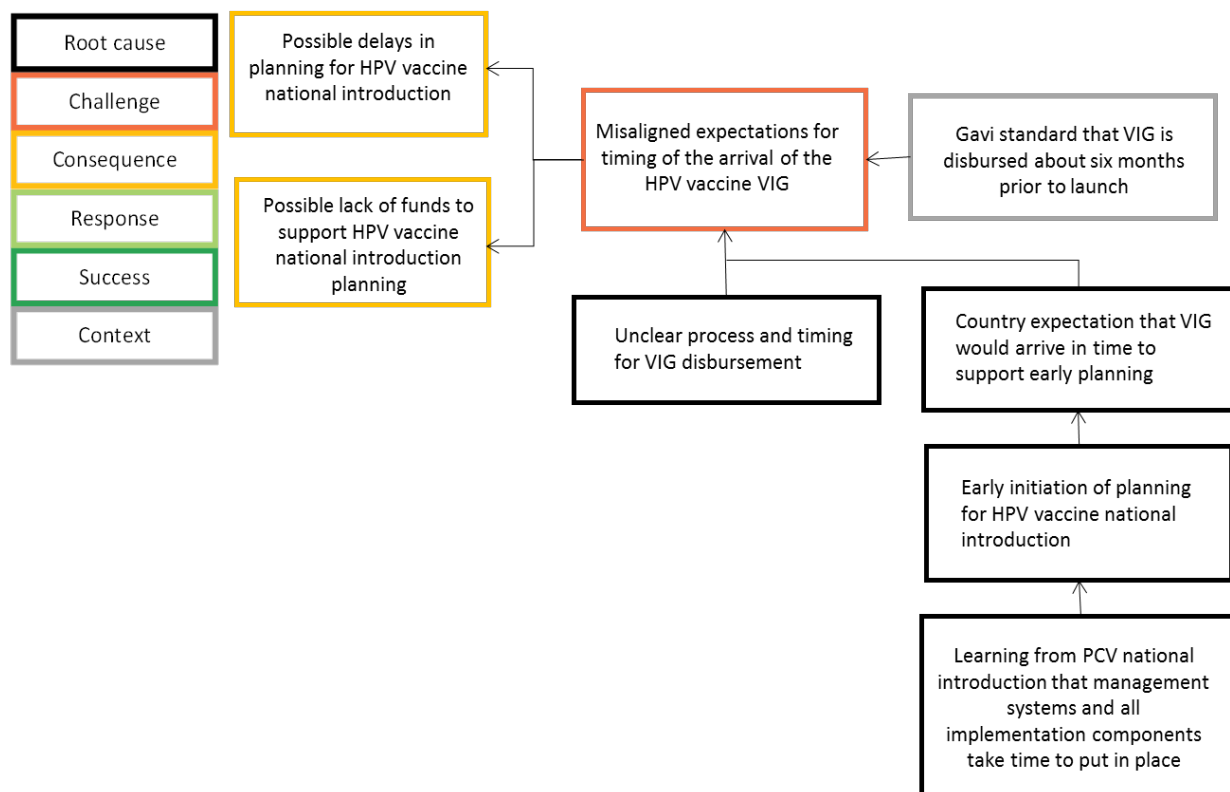 Root cause
Challenge
Consequence
Response
Success
Context
Possible delays in
planning for HPV vaccine
national introduction
Possible lack of funds to
support HPV vaccine
national introduction
planning
Misaligned expectations for
timing of the arrival of the
HPV vaccine VIG
Gavi standard that VIG is
disbursed about six months
prior to launch
Unclear process and timing
for VIG disbursement
Country expectation that VIG
would arrive in time to
support early planning
Early initiation of planning
for HPV vaccine national
introduction
Learning from PCV national
introduction that management
systems and all
implementation components
take time to put in place